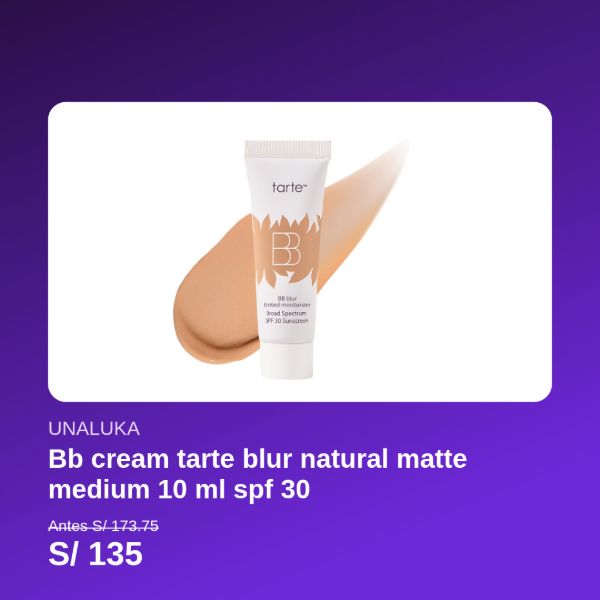 tarte™
BB
BB blur
tinted moisturizer
Broad Spectrum
SPF 30 Sunscreen
UNALUKA
Bb cream tarte blur natural matte
medium 10 ml spf 30
Antes S/ 173.75
S/ 135